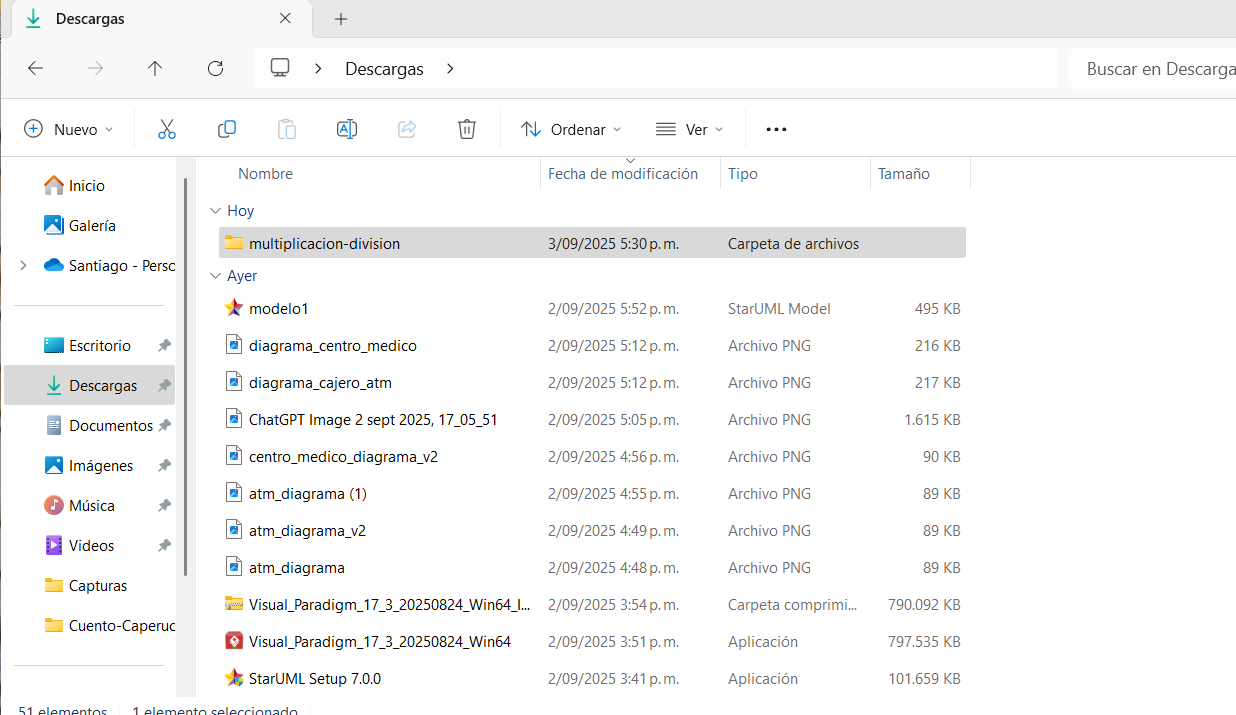 Descargas
Descargas
Buscar en Descarga
Nuevo
Ordenar
Ver
Nombre Fecha de modificación Tipo Tamaño
Inicio
Galería
Santiago - Perso
Escritorio
Descargas
Documentos
Imágenes
Música
Videos
Capturas
Cuento-Caperuc
Hoy
multiplicacion-division 3/09/2025 5:30 p. m. Carpeta de archivos
Ayer
modelo1 2/09/2025 5:52 p. m. StarUML Model 495 KB
diagrama_centro_medico 2/09/2025 5:12 p. m. Archivo PNG 216 KB
diagrama_cajero_atm 2/09/2025 5:12 p. m. Archivo PNG 217 KB
ChatGPT Image 2 sept 2025, 17_05_51 2/09/2025 5:05 p. m. Archivo PNG 1.615 KB
centro_medico_diagrama_v2 2/09/2025 4:56 p. m. Archivo PNG 90 KB
atm_diagrama (1) 2/09/2025 4:55 p. m. Archivo PNG 89 KB
atm_diagrama_v2 2/09/2025 4:49 p. m. Archivo PNG 89 KB
atm_diagrama 2/09/2025 4:48 p. m. Archivo PNG 89 KB
Visual_Paradigm_17_3_20250824_Win64_I... 2/09/2025 3:54 p. m. Carpeta comprimi... 790.092 KB
Visual_Paradigm_17_3_20250824_Win64 2/09/2025 3:51 p. m. Aplicación 797.535 KB
StarUML Setup 7.0.0 2/09/2025 3:41 p. m. Aplicación 101.659 KB
51 elementos 1 elemento seleccionado